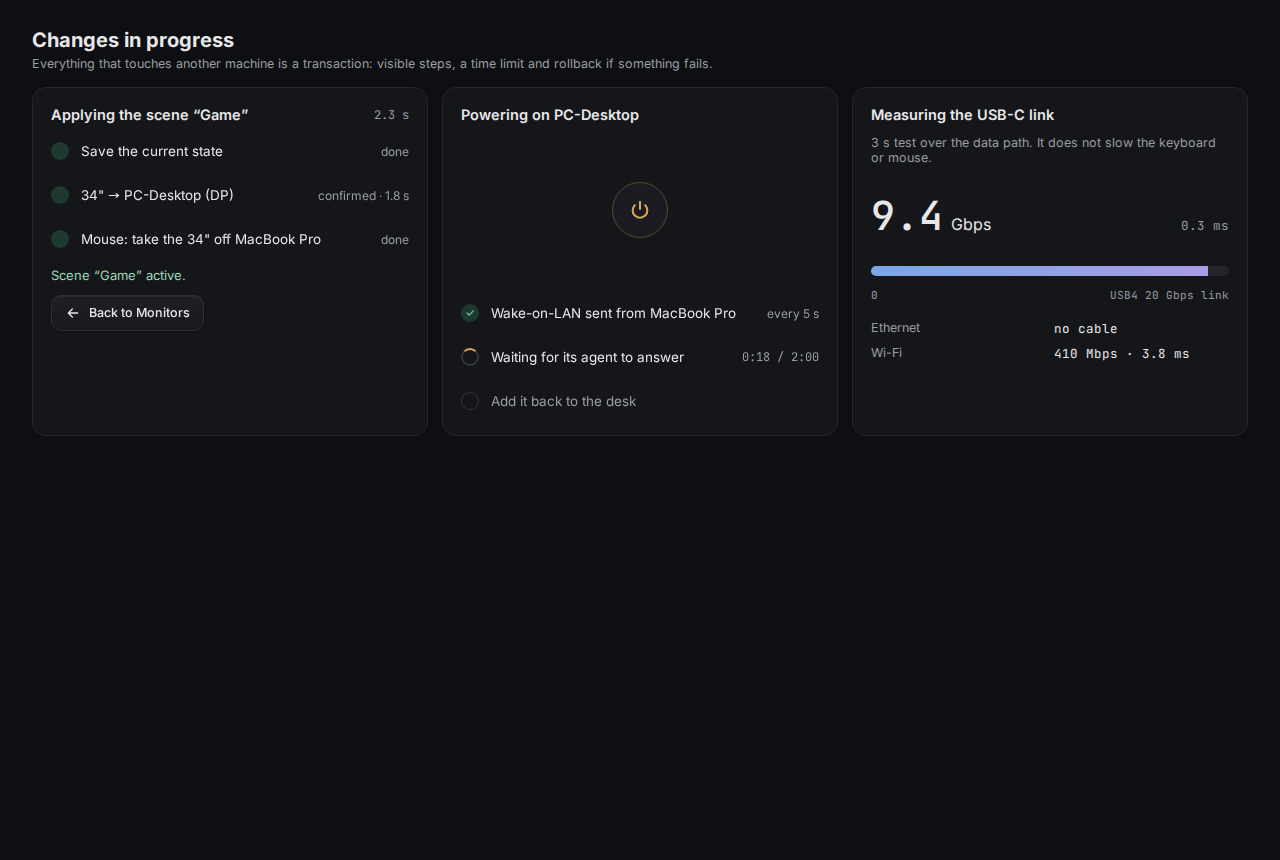 Changes in progress
Everything that touches another machine is a transaction: visible steps, a time limit and rollback if something fails.
Applying the scene “Game” 2.3 s
Save the current state done
34" → PC-Desktop (DP) confirmed · 1.8 s
Mouse: take the 34" off MacBook Pro done
Scene “Game” active.
← Back to Monitors
Powering on PC-Desktop
Wake-on-LAN sent from MacBook Pro every 5 s
Waiting for its agent to answer 0:18 / 2:00
Add it back to the desk
Measuring the USB-C link
3 s test over the data path. It does not slow the keyboard
or mouse.
9.4 Gbps 0.3 ms
0 USB4 20 Gbps link
Ethernet no cable
Wi-Fi 410 Mbps · 3.8 ms